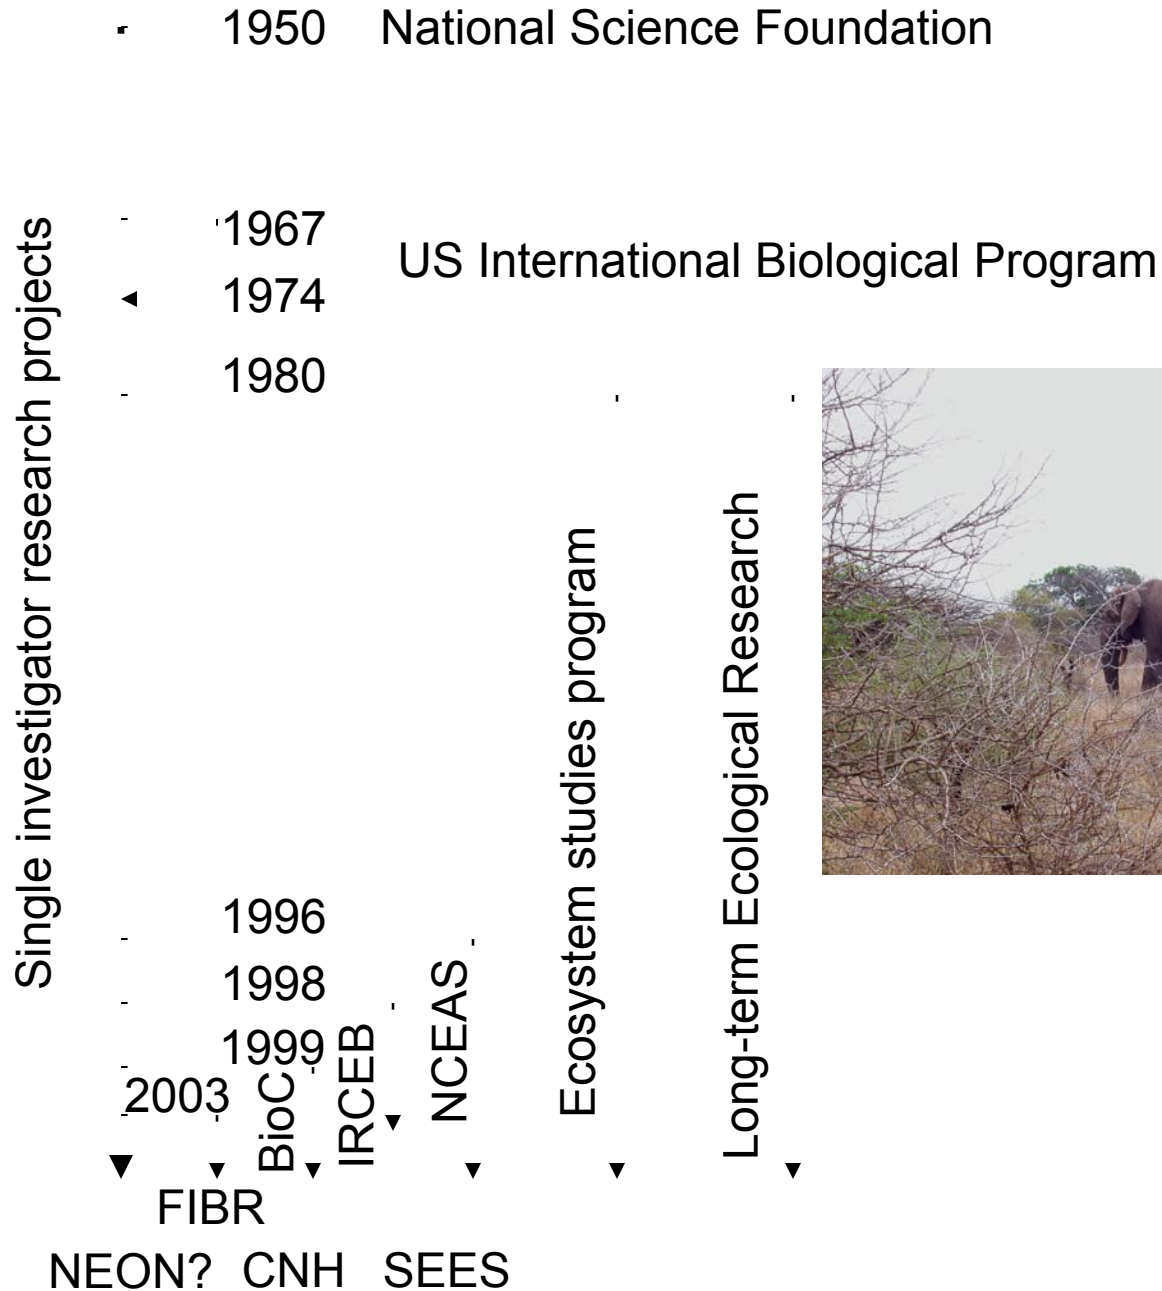 1950 National Science Foundation
1967
US International Biological Program
1974
1980
Single investigator research projects
Ecosystem studies program
Long-term Ecological Research
1996
1998
1999
NCEAS
IRCEB
BioC
2003
FIBR
NEON? CNH SEES